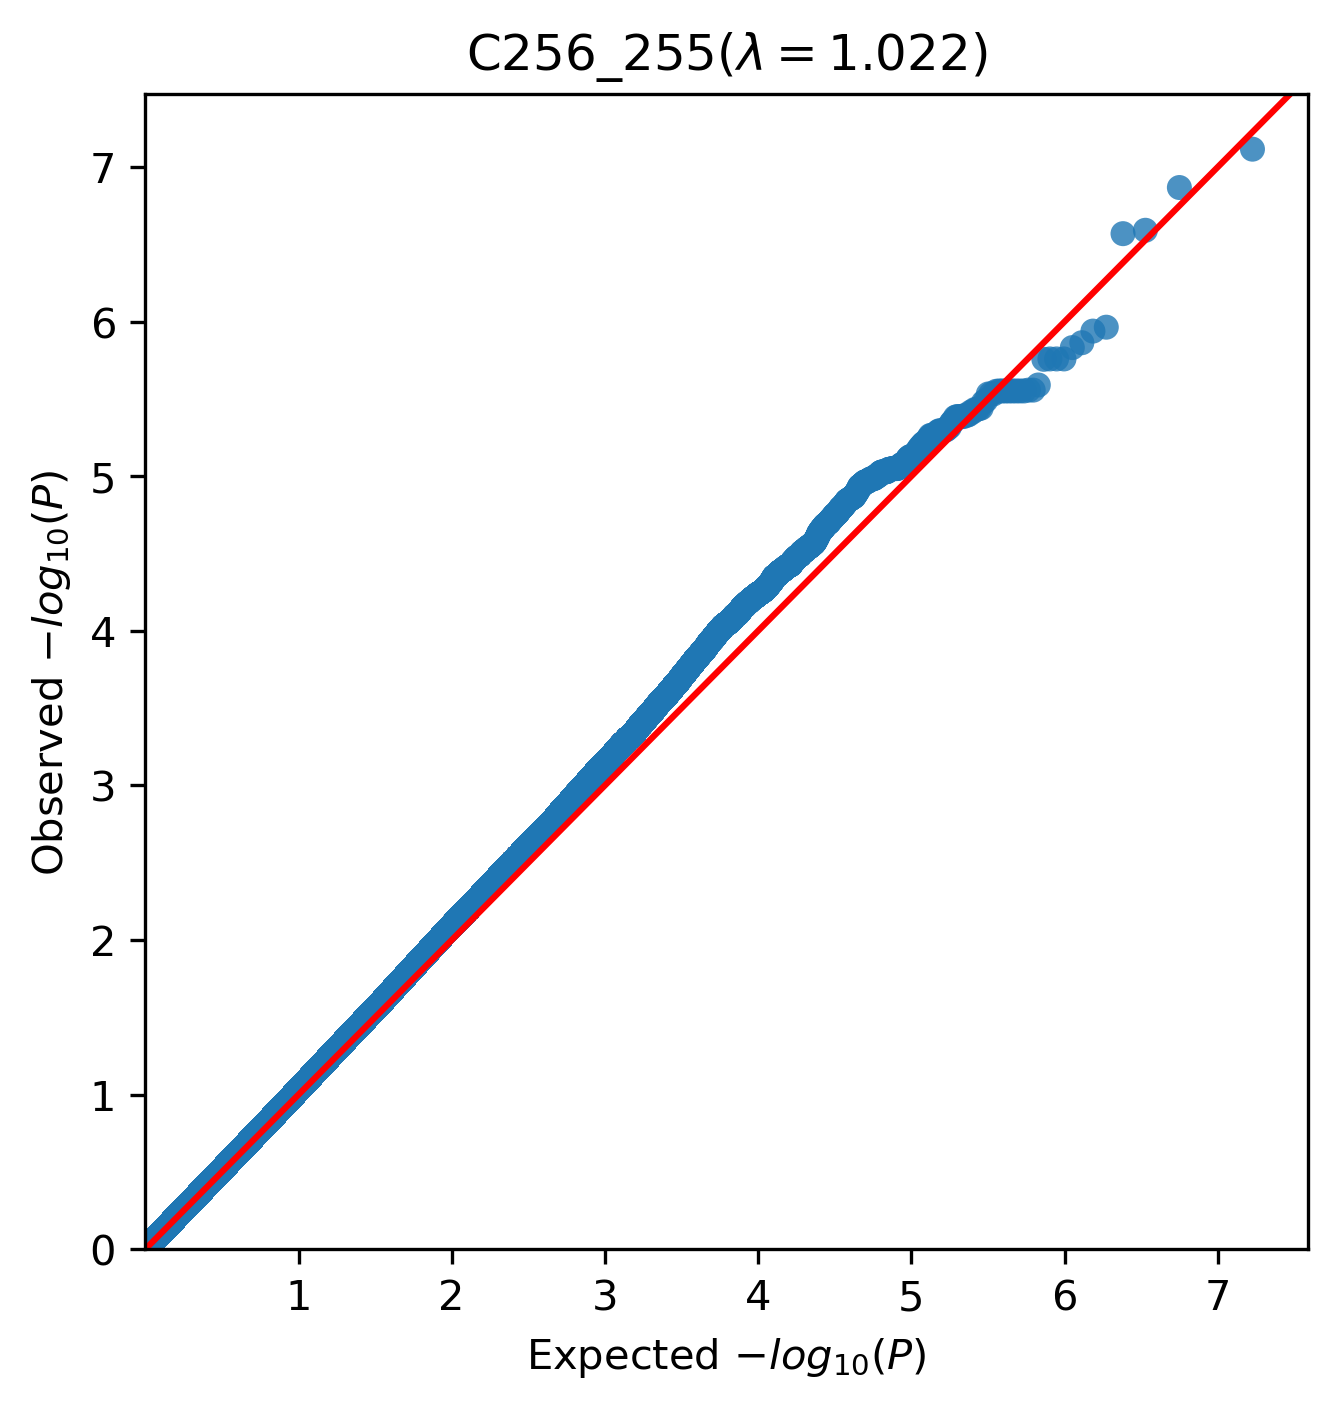 C256_255(λ = 1.022)
Observed −log₁₀(P)
7
6
5
4
3
2
1
0
1 2 3 4 5 6 7
Expected −log₁₀(P)